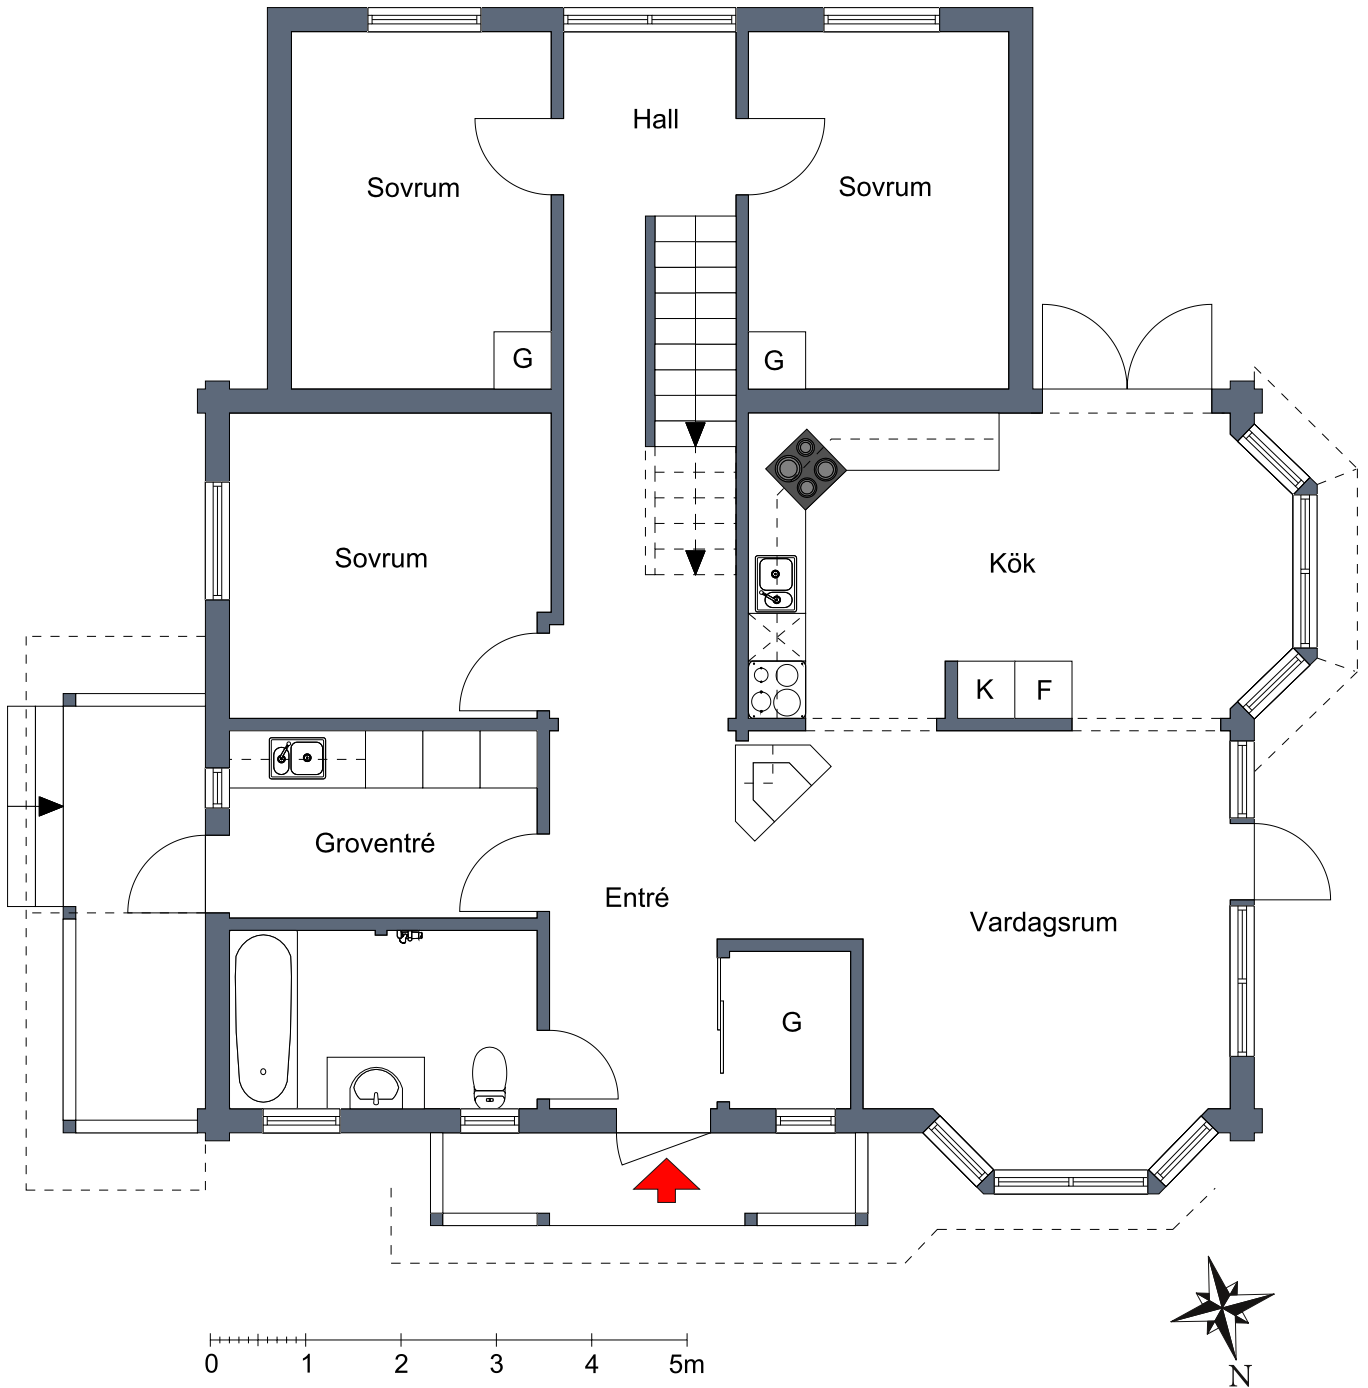 Hall
Sovrum
Sovrum
G
G
Sovrum
Kök
K
F
Groventré
Entré
Vardagsrum
G
0 1 2 3 4 5m
N